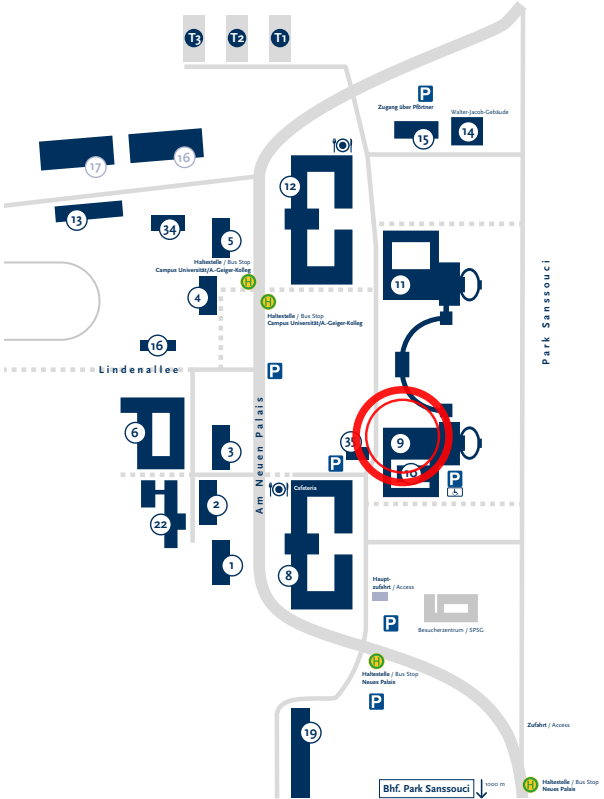 T3
T2
T1
P
Zugang über Pförtner
Walter-Jacob-Gebäude
15
14
17
16
12
13
34
5
Haltestelle / Bus Stop
Campus Universität/A.-Geiger-Kolleg
H
4
H
Haltestelle / Bus Stop
Campus Universität/A.-Geiger-Kolleg
11
Park Sanssouci
16
Lindenallee
P
Am Neuen Palais
6
3
35
9
10
P
P
2
Cafeteria
22
1
8
Haupt-
zufahrt / Access
P
Besucherzentrum / SPSG
H
Haltestelle / Bus Stop
Neues Palais
P
19
Zufahrt / Access
Bhf. Park Sanssouci
1000 m
H
Haltestelle / Bus Stop
Neues Palais